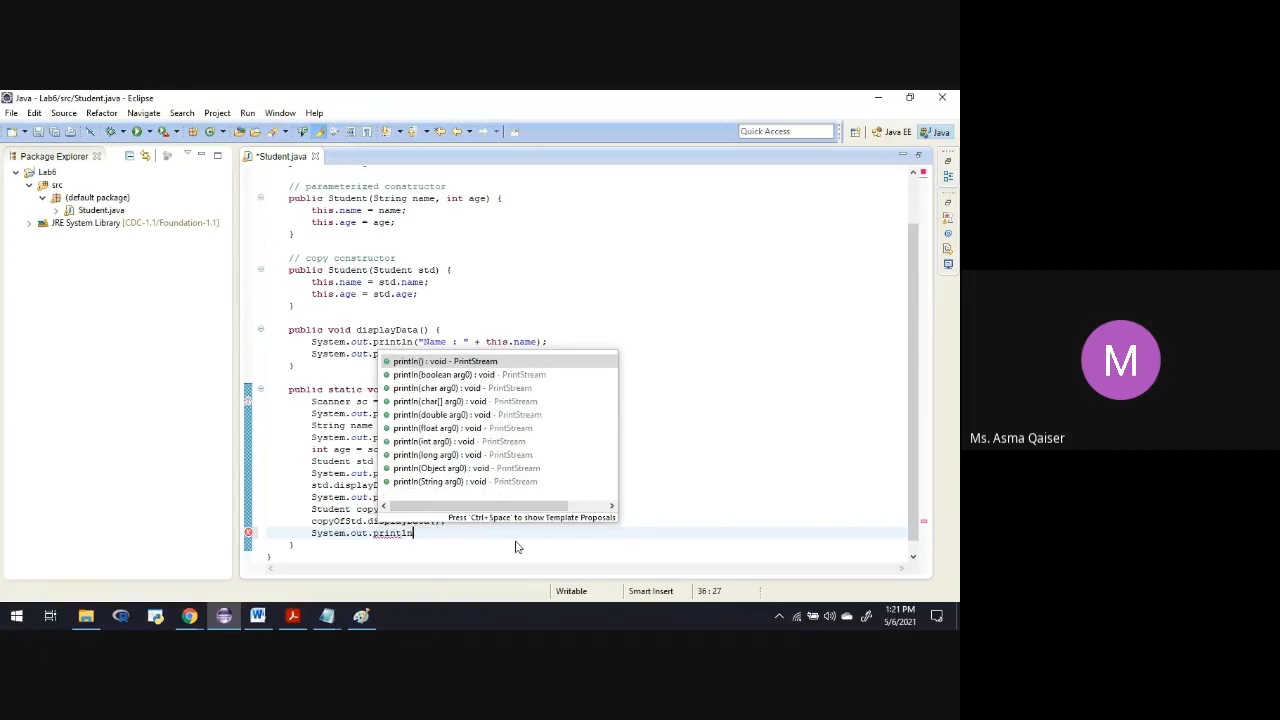 Java - Lab6/src/Student.java - Eclipse
File Edit Source Refactor Navigate Search Project Run Window Help
Quick Access
Java EE
Java
Package Explorer
*Student.java
Lab6
src
(default package)
Student.java
JRE System Library [CDC-1.1/Foundation-1.1]
// parameterized constructor
public Student(String name, int age) {
this.name = name;
this.age = age;
}
// copy constructor
public Student(Student std) {
this.name = std.name;
this.age = std.age;
}
public void displayData() {
System.out.println("Name : " + this.name);
System.out.p
}
public static vo
Scanner sc =
System.out.p
String name
System.out.p
int age = sc
Student std
System.out.p
std.displayD
System.out.p
Student copy
copyOfStd.displayData();
System.out.println
}
}
println() : void - PrintStream
println(boolean arg0) : void - PrintStream
println(char arg0) : void - PrintStream
println(char[] arg0) : void - PrintStream
println(double arg0) : void - PrintStream
println(float arg0) : void - PrintStream
println(int arg0) : void - PrintStream
println(long arg0) : void - PrintStream
println(Object arg0) : void - PrintStream
println(String arg0) : void - PrintStream
Press 'Ctrl+Space' to show Template Proposals
Writable
Smart Insert
36 : 27
1:21 PM
5/6/2021
M
Ms. Asma Qaiser